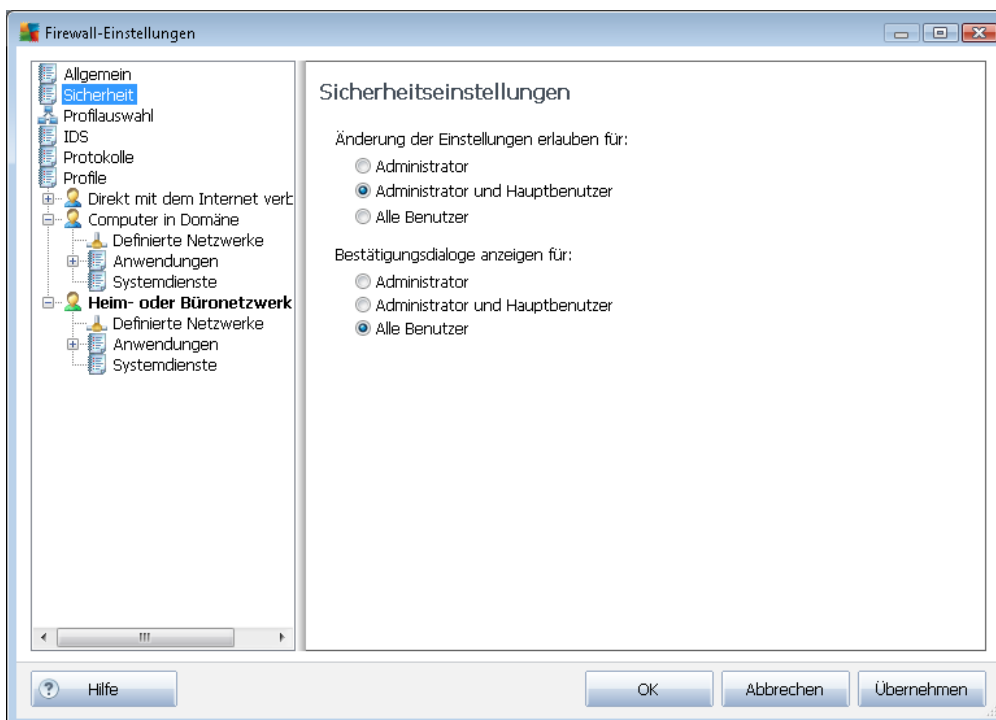 Firewall-Einstellungen
Allgemein
Sicherheit
Profilauswahl
IDS
Protokolle
Profile
Direkt mit dem Internet verb
Computer in Domäne
Definierte Netzwerke
Anwendungen
Systemdienste
Heim- oder Büronetzwerk
Definierte Netzwerke
Anwendungen
Systemdienste
Sicherheitseinstellungen
Änderung der Einstellungen erlauben für:
Administrator
Administrator und Hauptbenutzer
Alle Benutzer
Bestätigungsdialoge anzeigen für:
Administrator
Administrator und Hauptbenutzer
Alle Benutzer
? Hilfe
OK
Abbrechen
Übernehmen